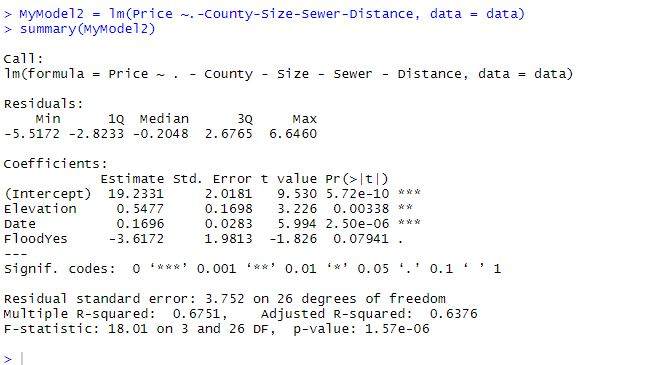 > MyModel2 = lm(Price ~.-County-Size-Sewer-Distance, data = data)
> summary(MyModel2)
Call:
lm(formula = Price ~ . - County - Size - Sewer - Distance, data = data)
Residuals:
    Min      1Q  Median      3Q     Max
-5.5172 -2.8233 -0.2048  2.6765  6.6460
Coefficients:
            Estimate Std. Error t value Pr(>|t|)
(Intercept)  19.2331     2.0181   9.530 5.72e-10 ***
Elevation     0.5477     0.1698   3.226  0.00338 **
Date          0.1696     0.0283   5.994 2.50e-06 ***
FloodYes     -3.6172     1.9813  -1.826  0.07941 .
---
Signif. codes:  0 ‘***’ 0.001 ‘**’ 0.01 ‘*’ 0.05 ‘.’ 0.1 ‘ ’ 1
Residual standard error: 3.752 on 26 degrees of freedom
Multiple R-squared:  0.6751,    Adjusted R-squared:  0.6376
F-statistic: 18.01 on 3 and 26 DF,  p-value: 1.57e-06
>